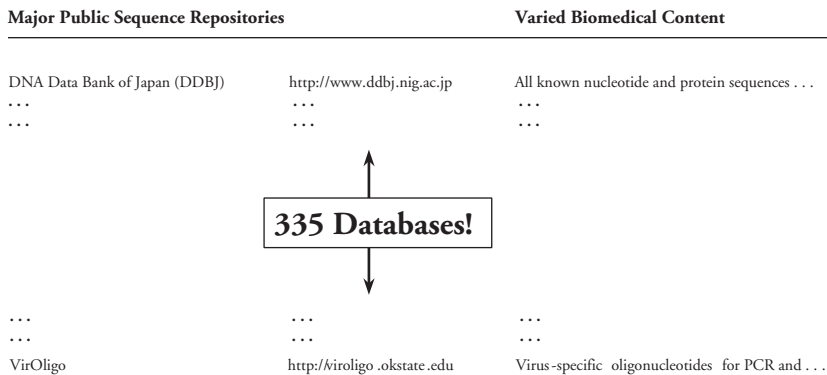 Major Public Sequence Repositories Varied Biomedical Content
DNA Data Bank of Japan (DDBJ) http://www.ddbj.nig.ac.jp All known nucleotide and protein sequences . . .
. . . . . . . . .
. . . . . . . . .
335 Databases!
. . . . . . . . .
. . . . . . . . .
VirOligo http://viroligo .okstate .edu Virus-specific oligonucleotides for PCR and . . .